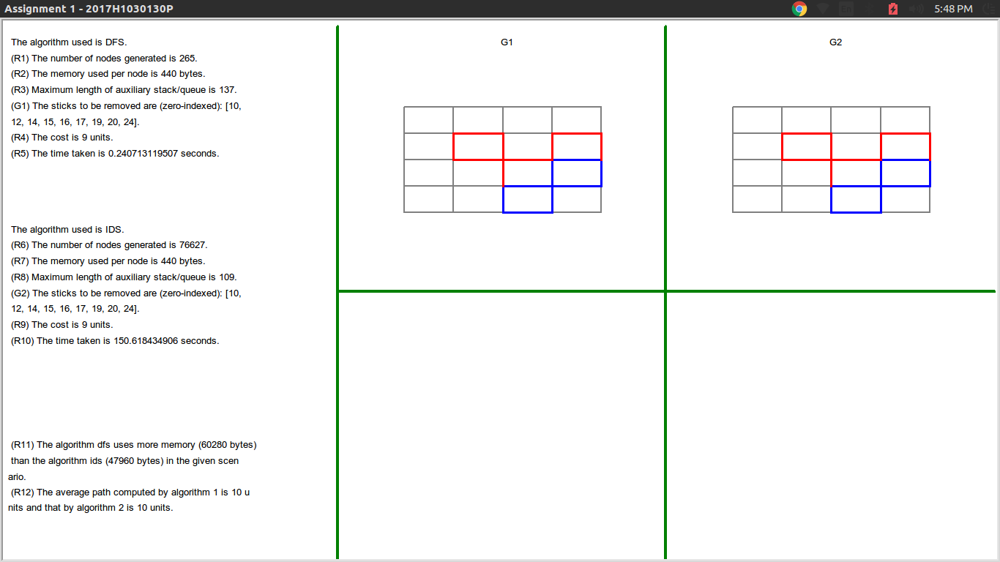 Assignment 1 - 2017H1030130P
En
5:48 PM
The algorithm used is DFS.
(R1) The number of nodes generated is 265.
(R2) The memory used per node is 440 bytes.
(R3) Maximum length of auxiliary stack/queue is 137.
(G1) The sticks to be removed are (zero-indexed): [10,
12, 14, 15, 16, 17, 19, 20, 24].
(R4) The cost is 9 units.
(R5) The time taken is 0.240713119507 seconds.
The algorithm used is IDS.
(R6) The number of nodes generated is 76627.
(R7) The memory used per node is 440 bytes.
(R8) Maximum length of auxiliary stack/queue is 109.
(G2) The sticks to be removed are (zero-indexed): [10,
12, 14, 15, 16, 17, 19, 20, 24].
(R9) The cost is 9 units.
(R10) The time taken is 150.618434906 seconds.
(R11) The algorithm dfs uses more memory (60280 bytes)
than the algorithm ids (47960 bytes) in the given scen
ario.
(R12) The average path computed by algorithm 1 is 10 u
nits and that by algorithm 2 is 10 units.
G1
G2